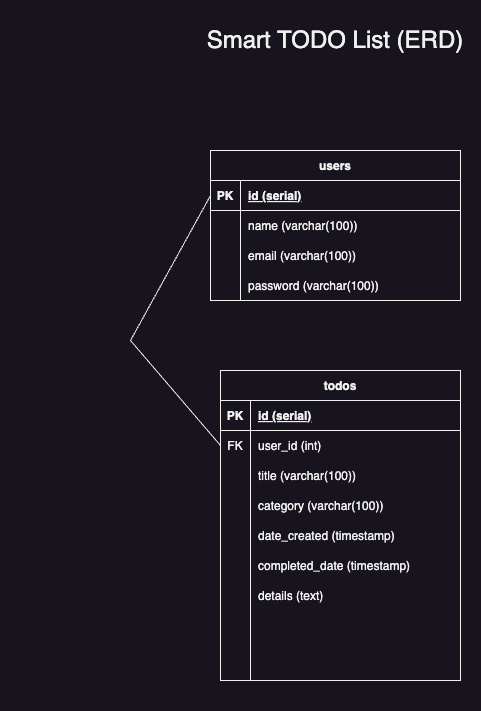 Smart TODO List (ERD)
users
PK id (serial)
name (varchar(100))
email (varchar(100))
password (varchar(100))
todos
PK id (serial)
FK user_id (int)
title (varchar(100))
category (varchar(100))
date_created (timestamp)
completed_date (timestamp)
details (text)